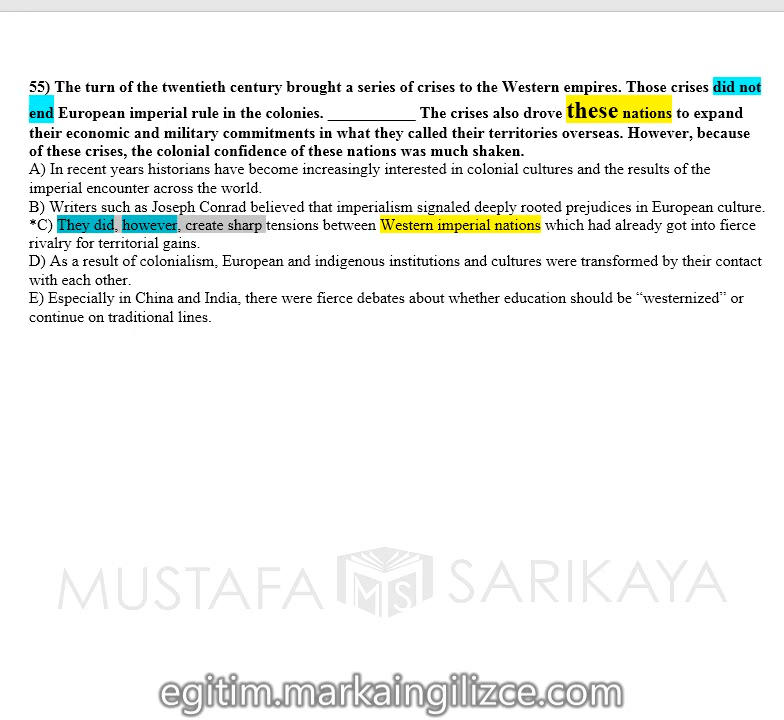 55) The turn of the twentieth century brought a series of crises to the Western empires. Those crises did not
end European imperial rule in the colonies. ____________ The crises also drove these nations to expand
their economic and military commitments in what they called their territories overseas. However, because
of these crises, the colonial confidence of these nations was much shaken.
A) In recent years historians have become increasingly interested in colonial cultures and the results of the
imperial encounter across the world.
B) Writers such as Joseph Conrad believed that imperialism signaled deeply rooted prejudices in European culture.
*C) They did, however, create sharp tensions between Western imperial nations which had already got into fierce
rivalry for territorial gains.
D) As a result of colonialism, European and indigenous institutions and cultures were transformed by their contact
with each other.
E) Especially in China and India, there were fierce debates about whether education should be “westernized” or
continue on traditional lines.
MUSTAFA MS SARIKAYA
egitim.markaingilizce.com